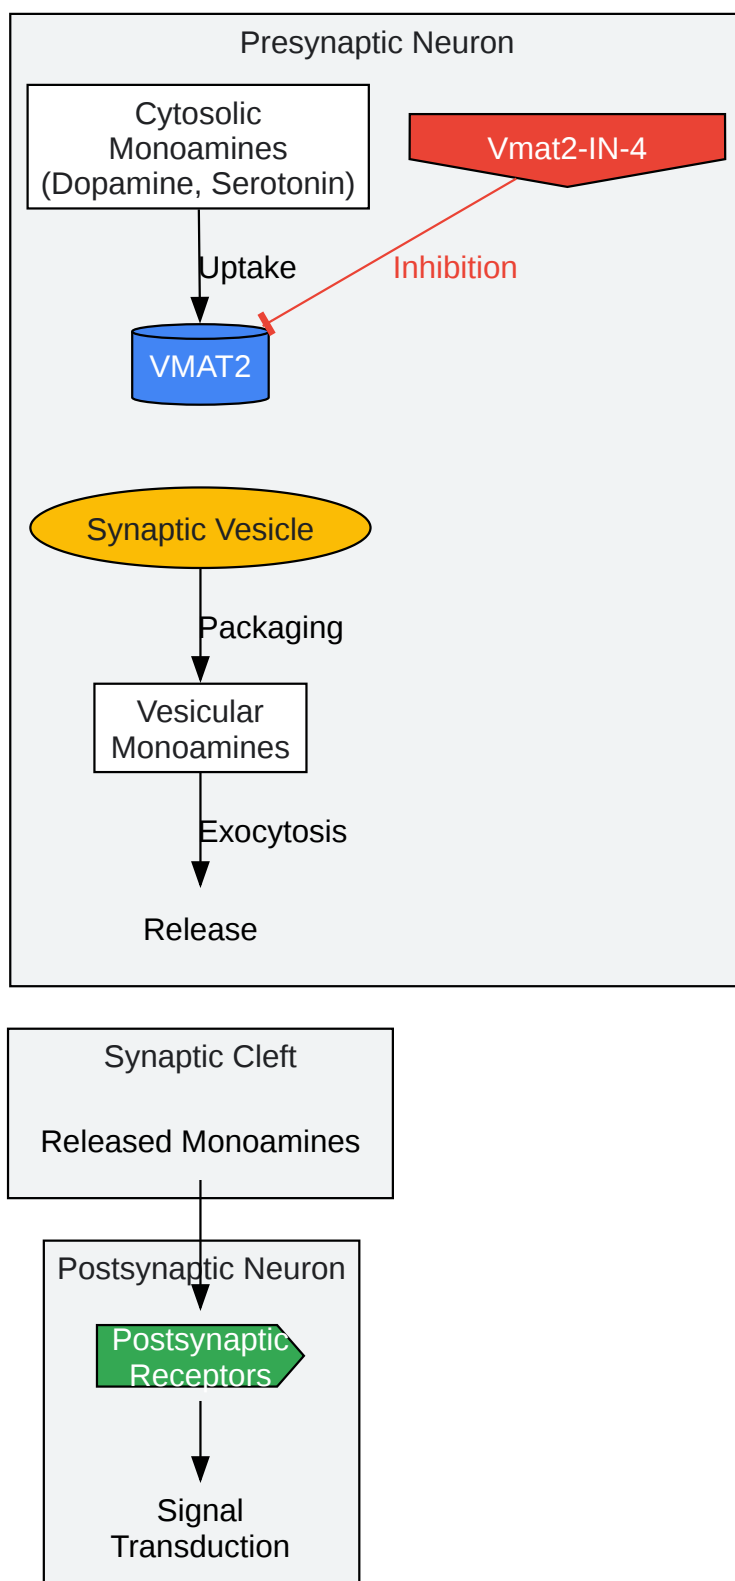 Presynaptic Neuron
Cytosolic
Monoamines
(Dopamine, Serotonin)
Vmat2-IN-4
Uptake
Inhibition
VMAT2
Synaptic Vesicle
Packaging
Vesicular
Monoamines
Exocytosis
Release
Synaptic Cleft
Released Monoamines
Postsynaptic Neuron
Postsynaptic
Receptors
Signal
Transduction